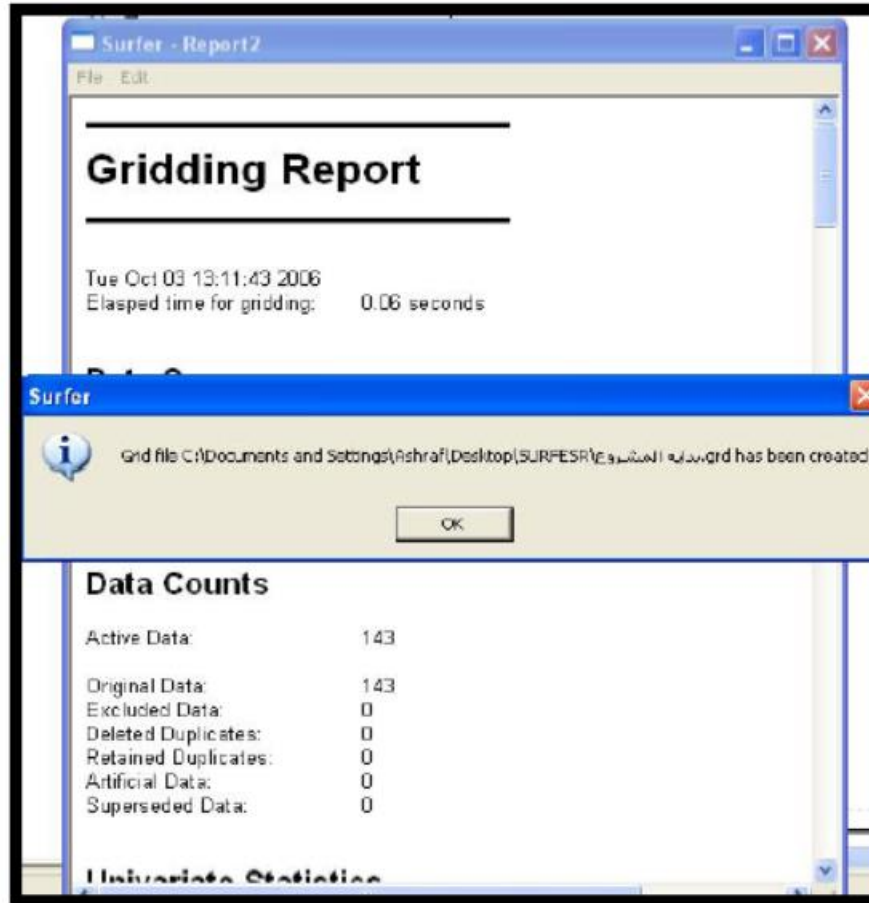 Surfer - Report2
File Edit
Gridding Report
Tue Oct 03 13:11:43 2006
Elasped time for gridding: 0.06 seconds
Surfer
Grid file C:\Documents and Settings\Ashraf\Desktop\SURFESR\بدايه المشروع.grd has been created
OK
Data Counts
Active Data: 143
Original Data: 143
Excluded Data: 0
Deleted Duplicates: 0
Retained Duplicates: 0
Artificial Data: 0
Superseded Data: 0
Univariate Statistics